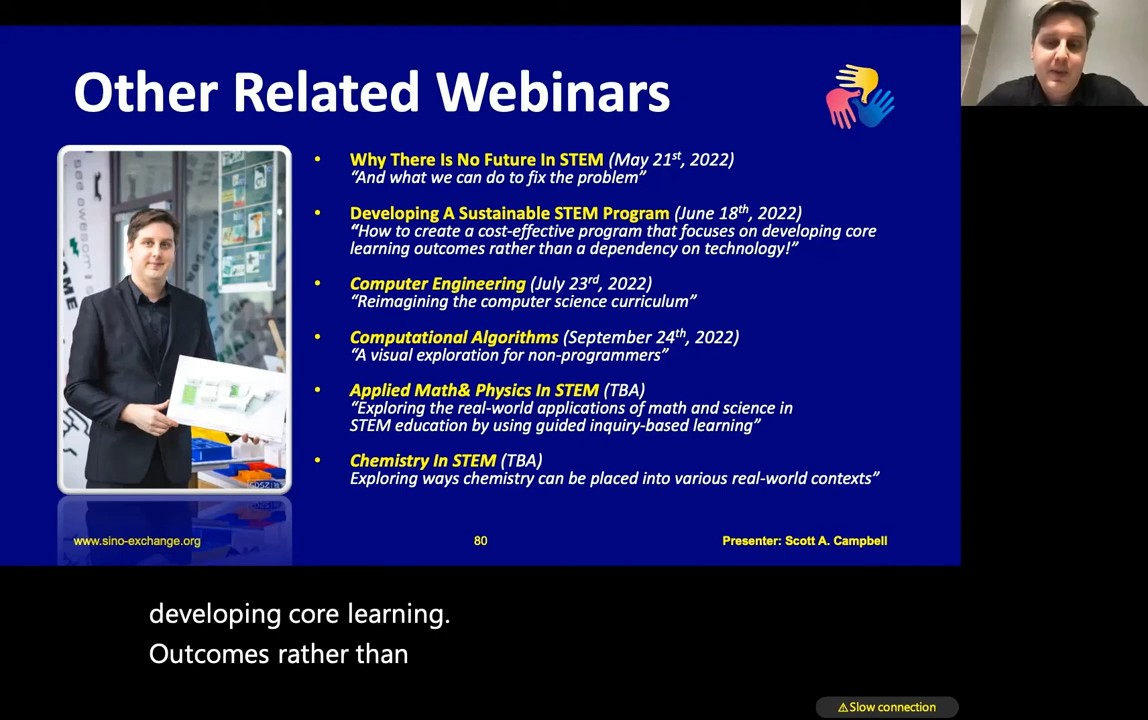 Other Related Webinars
• Why There Is No Future In STEM (May 21st, 2022)
“And what we can do to fix the problem”
• Developing A Sustainable STEM Program (June 18th, 2022)
“How to create a cost-effective program that focuses on developing core
learning outcomes rather than a dependency on technology!”
• Computer Engineering (July 23rd, 2022)
“Reimagining the computer science curriculum”
• Computational Algorithms (September 24th, 2022)
“A visual exploration for non-programmers”
• Applied Math& Physics In STEM (TBA)
“Exploring the real-world applications of math and science in
STEM education by using guided inquiry-based learning”
• Chemistry In STEM (TBA)
Exploring ways chemistry can be placed into various real-world contexts”
www.sino-exchange.org
80
Presenter: Scott A. Campbell
developing core learning.
Outcomes rather than
⚠Slow connection